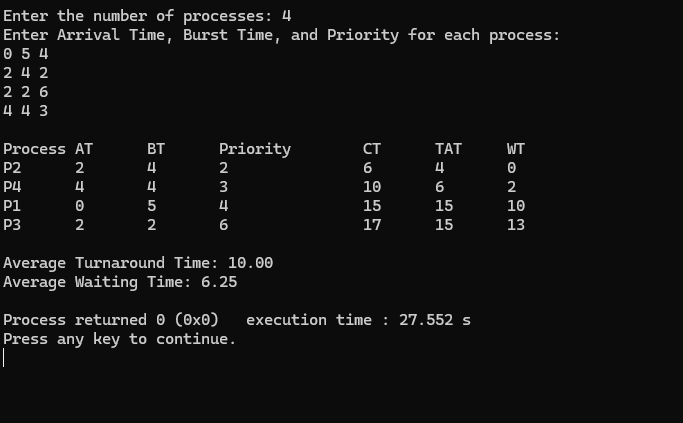 Enter the number of processes: 4
Enter Arrival Time, Burst Time, and Priority for each process:
0 5 4
2 4 2
2 2 6
4 4 3
Process AT BT Priority CT TAT WT
P2 2 4 2 6 4 0
P4 4 4 3 10 6 2
P1 0 5 4 15 15 10
P3 2 2 6 17 15 13
Average Turnaround Time: 10.00
Average Waiting Time: 6.25
Process returned 0 (0x0) execution time : 27.552 s
Press any key to continue.